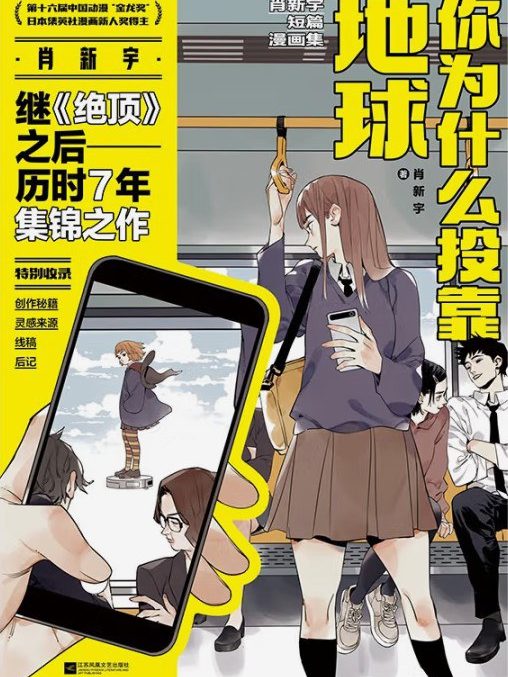 第十六届中国动漫“金龙奖”
日本集英社漫画新人奖得主
·肖新宇·
继《绝顶》
之后——
历时7年
集锦之作
特别收录
创作秘籍
灵感来源
线稿
后记
肖新宇
短篇
漫画集
你为什么投靠
地球
肖新宇 著
江苏凤凰文艺出版社